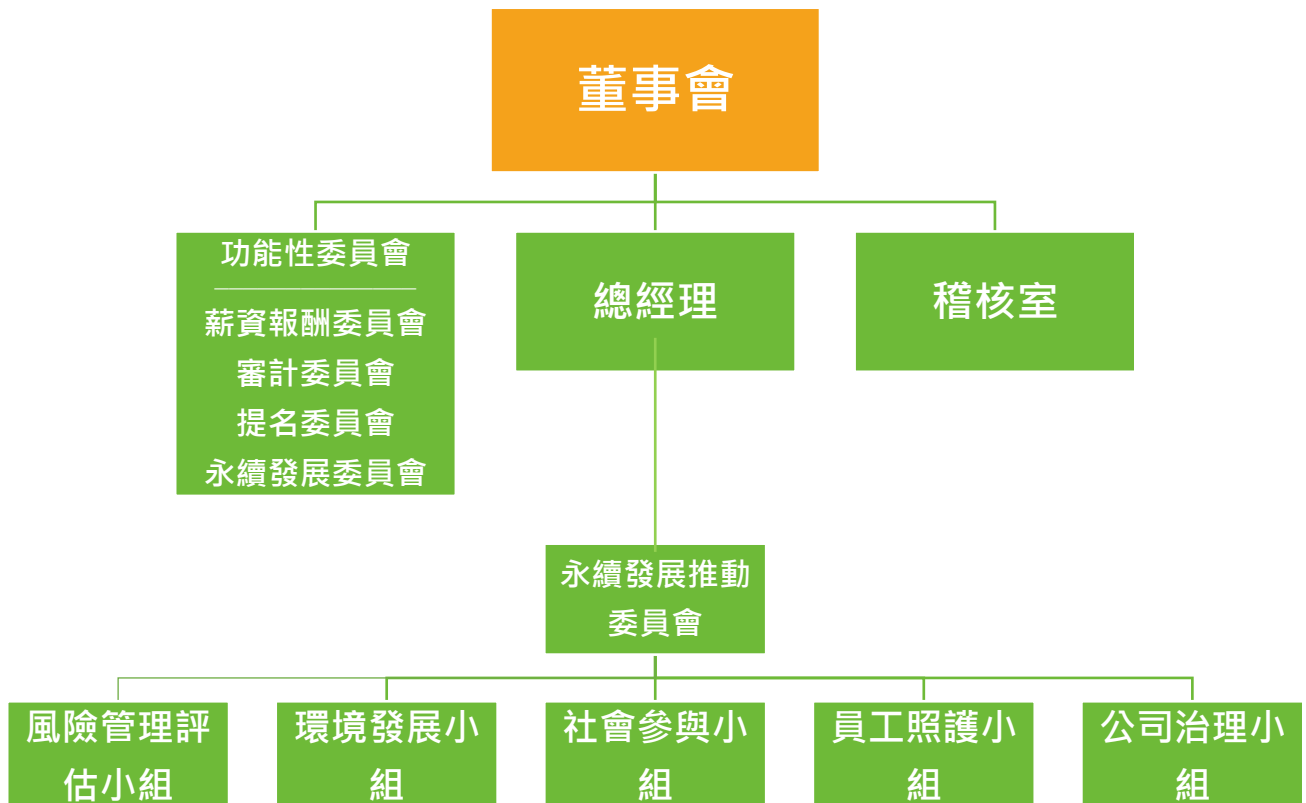 董事會
功能性委員會
薪資報酬委員會
審計委員會
提名委員會
永續發展委員會
總經理
稽核室
永續發展推動
委員會
風險管理評
估小組
環境發展小
組
社會參與小
組
員工照護小
組
公司治理小
組